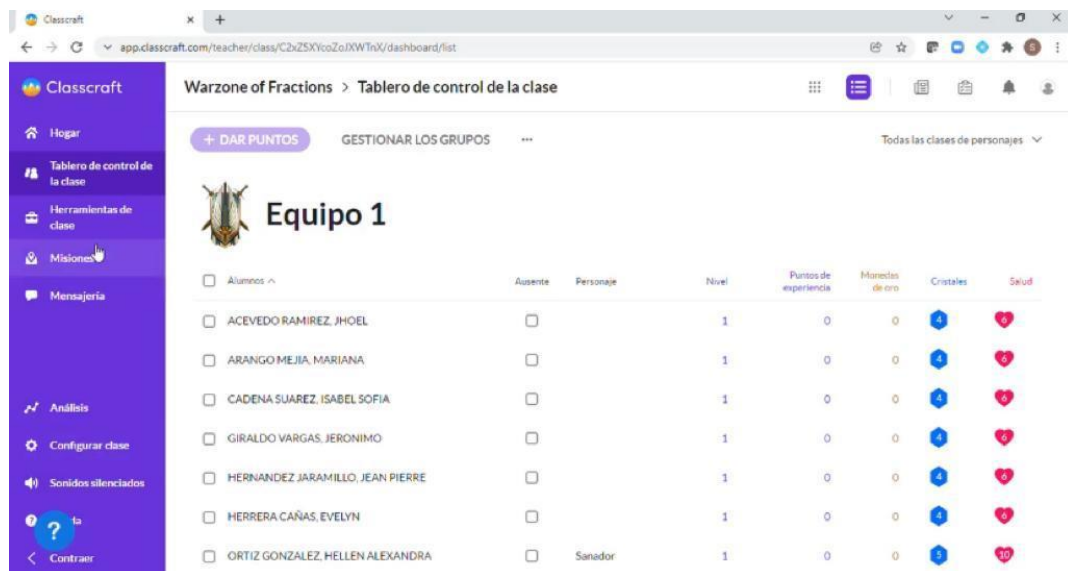 Classcraft
app.classcraft.com/teacher/class/C2xZSXYcoZoJXWTnX/dashboard/list
S
Classcraft
Warzone of Fractions > Tablero de control de la clase
Hogar
Tablero de control de
la clase
Herramientas de
clase
Misiones
Mensajería
Análisis
Configurar clase
Sonidos silenciados
?
Contraer
+ DAR PUNTOS
GESTIONAR LOS GRUPOS
Todas las clases de personajes
Equipo 1
Alumnos Ausente Personaje Nivel Puntos de experiencia Monedas de oro Cristales Salud
ACEVEDO RAMIREZ, JHOEL 1 0 0 4 6
ARANGO MEJIA, MARIANA 1 0 0 4 6
CADENA SUAREZ, ISABEL SOFIA 1 0 0 4 6
GIRALDO VARGAS, JERONIMO 1 0 0 4 6
HERNANDEZ JARAMILLO, JEAN PIERRE 1 0 0 4 6
HERRERA CAÑAS, EVELYN 1 0 0 4 6
ORTIZ GONZALEZ, HELLEN ALEXANDRA Sanador 1 0 0 5 10